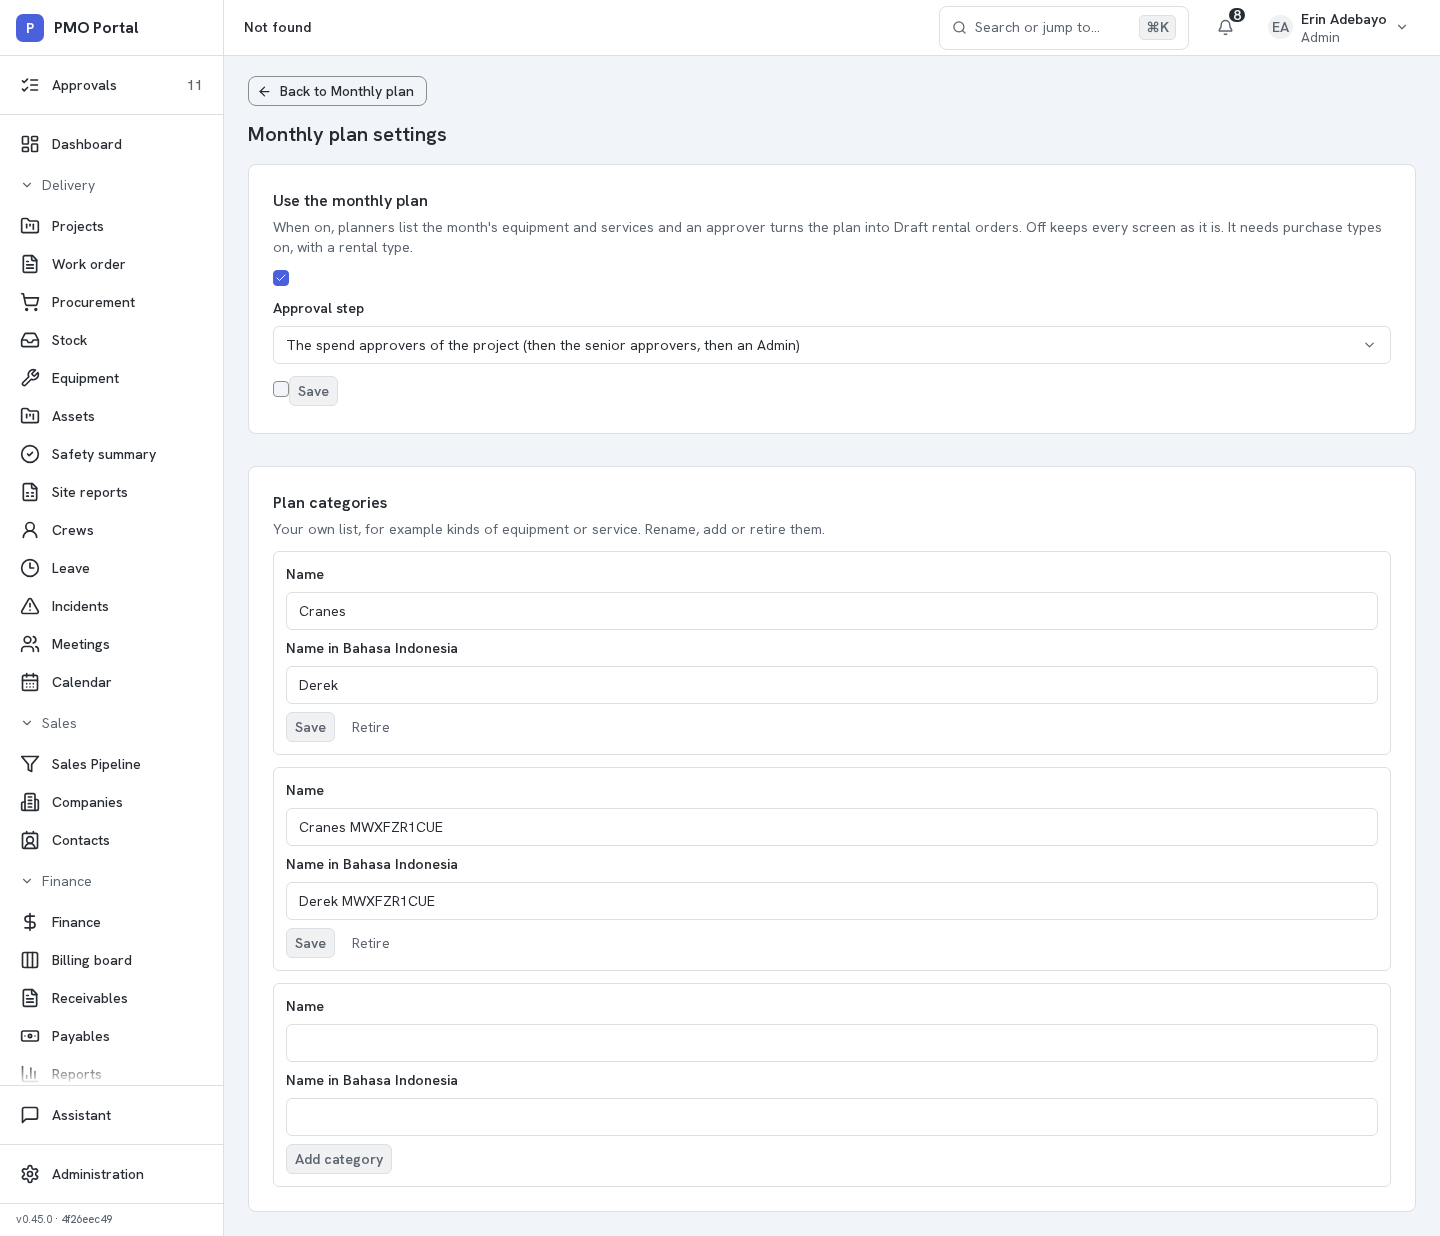 P PMO Portal
Not found
Search or jump to...
⌘K
8
EA
Erin Adebayo
Admin
Approvals 11
Dashboard
Delivery
Projects
Work order
Procurement
Stock
Equipment
Assets
Safety summary
Site reports
Crews
Leave
Incidents
Meetings
Calendar
Sales
Sales Pipeline
Companies
Contacts
Finance
Finance
Billing board
Receivables
Payables
Reports
Assistant
Administration
v0.45.0 · 4f26eec49
Back to Monthly plan
Monthly plan settings
Use the monthly plan
When on, planners list the month's equipment and services and an approver turns the plan into Draft rental orders. Off keeps every screen as it is. It needs purchase types
on, with a rental type.
Approval step
The spend approvers of the project (then the senior approvers, then an Admin)
Save
Plan categories
Your own list, for example kinds of equipment or service. Rename, add or retire them.
Name
Cranes
Name in Bahasa Indonesia
Derek
Save Retire
Name
Cranes MWXFZR1CUE
Name in Bahasa Indonesia
Derek MWXFZR1CUE
Save Retire
Name
Name in Bahasa Indonesia
Add category